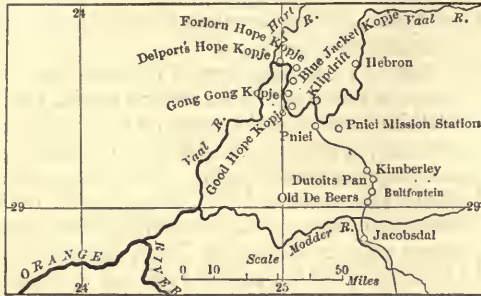 24
Forlorn Hope Kopje
Hart R.
Blue Jacket Kopje
Vaal R.
Delport's Hope Kopje
Klipdrift
Hebron
Gong Gong Kopje
Vaal R.
Good Hope Kopje
Pniel
Pniel Mission Station
Kimberley
Dutoits Pan
Bultfontein
Old De Beers
29
29
Modder R.
Jacobsdal
ORANGE RIVER
Scale
0 10 30 50
Miles
24
25